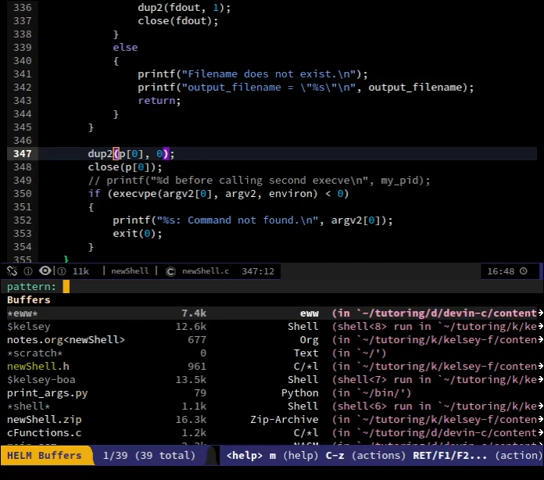 336 dup2(fdout, 1);
337 close(fdout);
338 }
339 else
340 {
341 printf("Filename does not exist.\n");
342 printf("output_filename = \"%s\"\n", output_filename);
343 return;
344 }
345 }
346
347 dup2(p[0], 0);
348 close(p[0]);
349 // printf("%d before calling second execve\n", my_pid);
350 if (execvpe(argv2[0], argv2, environ) < 0)
351 {
352 printf("%s: Command not found.\n", argv2[0]);
353 exit(0);
354 }
355 }
11k newShell C newShell.c 347:12 16:48
pattern:
Buffers
*eww* 7.4k eww (in `~/tutoring/d/devin-c/content
$kelsey 12.6k Shell (shell<8> run in `~/tutoring/k/ke
notes.org<newShell> 677 Org (in `~/tutoring/k/kelsey-f/conten
*scratch* 0 Text (in `~/')
newShell.h 961 C/*l (in `~/tutoring/k/kelsey-f/conten
$kelsey-boa 13.5k Shell (shell<7> run in `~/tutoring/k/ke
print_args.py 79 Python (in `~/bin/')
*shell* 1.1k Shell (shell<6> run in `~/tutoring/k/ke
newShell.zip 16.3k Zip-Archive (in `~/tutoring/k/kelsey-f/conten
cFunctions.c 1.2k C/*l (in `~/tutoring/d/devin-c/content
HELM Buffers 1/39 (39 total) <help> m (help) C-z (actions) RET/F1/F2... (action)